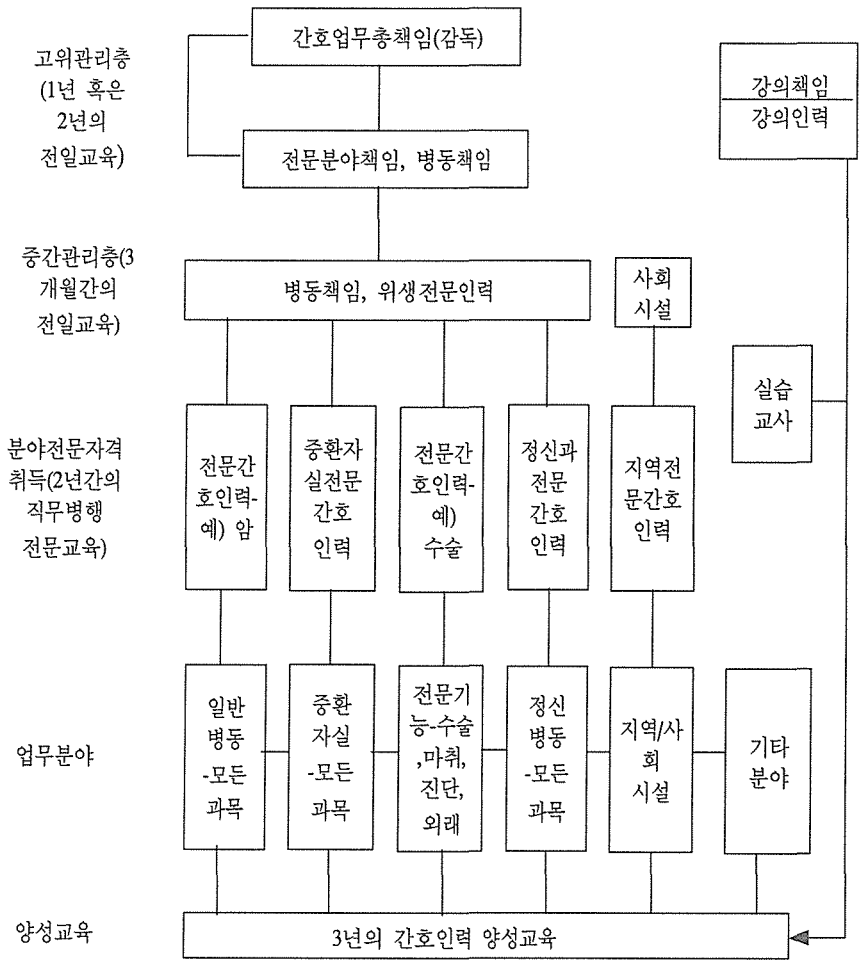 고위관리층
(1년 혹은
2년의
전일교육)
간호업무총책임(감독)
전문분야책임, 병동책임
강의책임
강의인력
중간관리층(3
개월간의
전일교육)
병동책임, 위생전문인력
사회
시설
실습
교사
분야전문자격
취득(2년간의
직무병행
전문교육)
전문간
호인력-
예) 암
중환자
실전문
간호
인력
전문간
호인력-
예)
수술
정신과
전문
간호
인력
지역전
문간호
인력
업무분야
일반
병동
-모든
과목
중환
자실
-모든
과목
전문기
능-수술
,마취,
진단,
외래
정신
병동
-모든
과목
지역/사
회
시설
기타
분야
양성교육
3년의 간호인력 양성교육